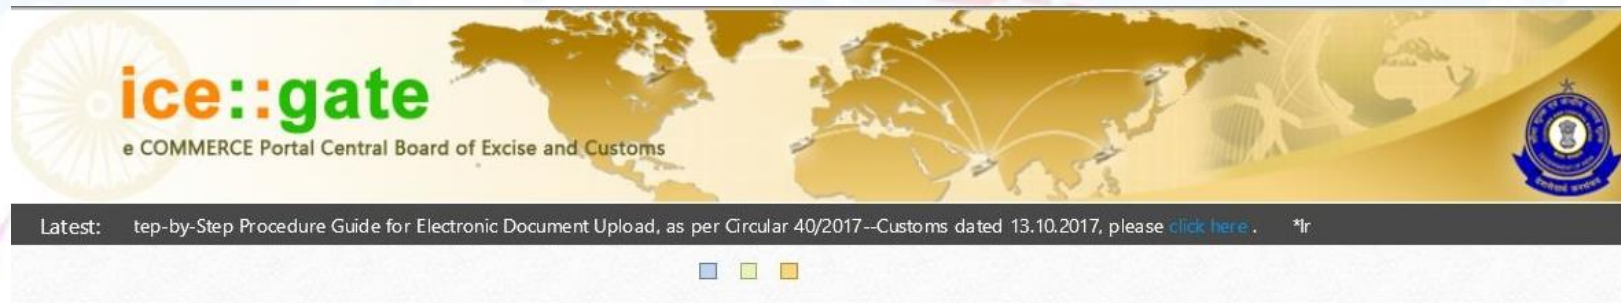 ice::gate
e COMMERCE Portal Central Board of Excise and Customs
Latest: tep-by-Step Procedure Guide for Electronic Document Upload, as per Circular 40/2017--Customs dated 13.10.2017, please click here . *Ir